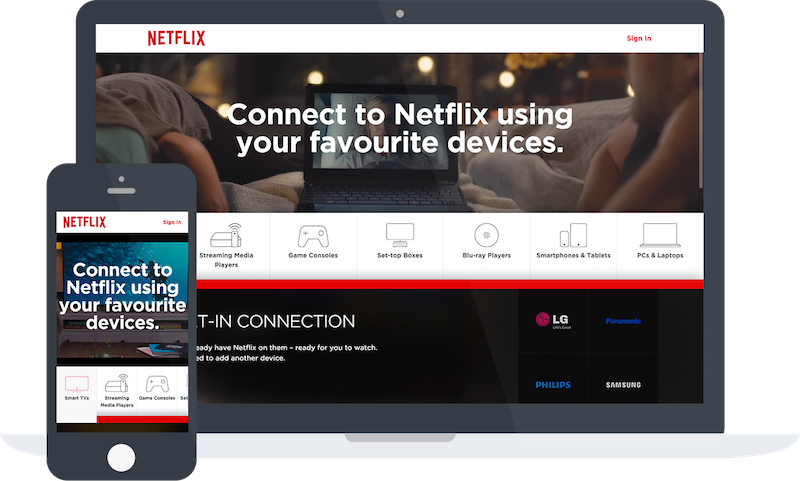 NETFLIX
Sign In
Connect to Netflix using
your favourite devices.
Streaming Media
Players
Game Consoles
Set-top Boxes
Blu-ray Players
Smartphones & Tablets
PCs & Laptops
T-IN CONNECTION
eady have Netflix on them – ready for you to watch.
ed to add another device.
LG
Life's Good
Panasonic
PHILIPS
SAMSUNG
NETFLIX
Sign In
Connect to
Netflix using
your favourite
devices.
Smart TVs
Streaming
Media Players
Game Consoles
Set